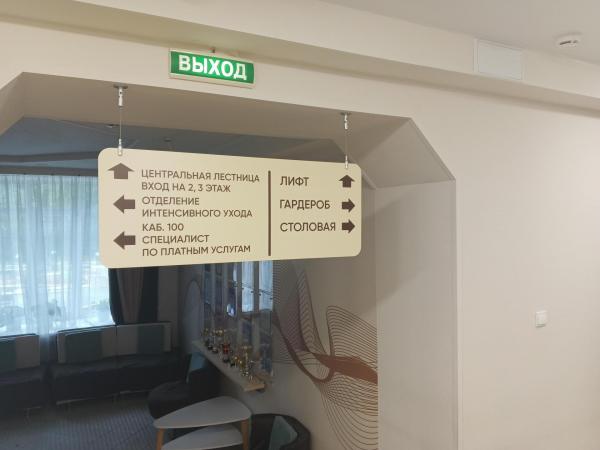 ВЫХОД
ЦЕНТРАЛЬНАЯ ЛЕСТНИЦА
ВХОД НА 2, 3 ЭТАЖ
ОТДЕЛЕНИЕ
ИНТЕНСИВНОГО УХОДА
КАБ. 100
СПЕЦИАЛИСТ
ПО ПЛАТНЫМ УСЛУГАМ
ЛИФТ
ГАРДЕРОБ
СТОЛОВАЯ